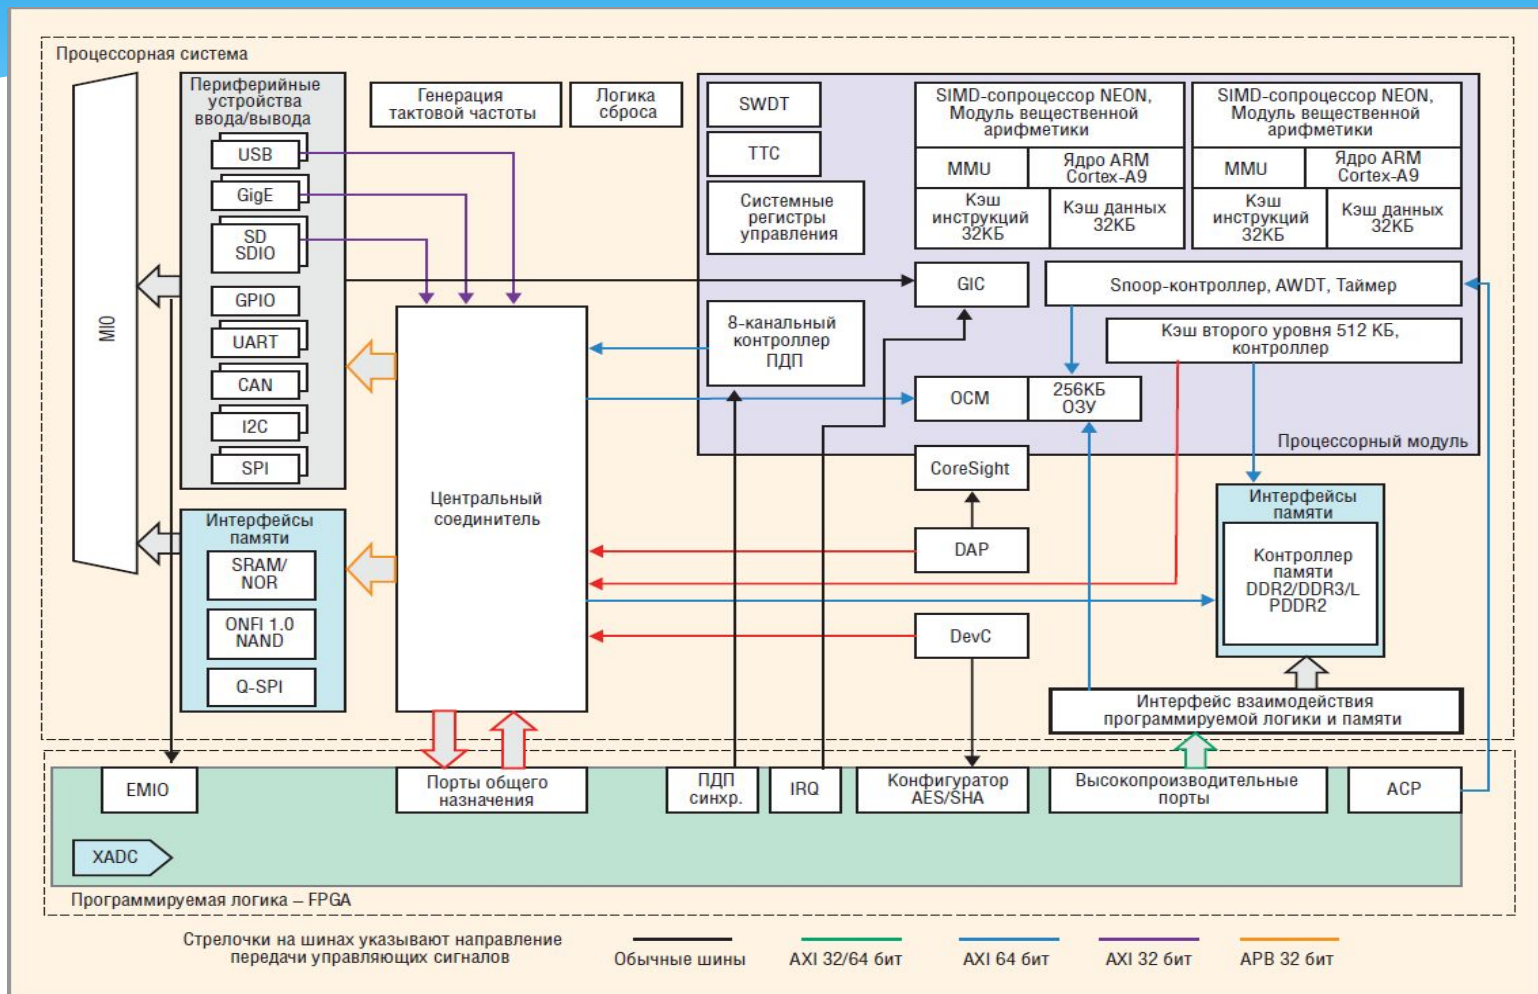 Процессорная система
MIO
Периферийные
устройства
ввода/вывода
USB
GigE
SD
SDIO
GPIO
UART
CAN
I2C
SPI
Интерфейсы
памяти
SRAM/
NOR
ONFI 1.0
NAND
Q-SPI
Генерация
тактовой частоты
Логика
сброса
Центральный
соединитель
SWDT
TTC
Системные
регистры
управления
8-канальный
контроллер
ПДП
SIMD-сопроцессор NEON,
Модуль вещественной
арифметики
MMU
Ядро ARM
Cortex-A9
Кэш
инструкций
32КБ
Кэш данных
32КБ
SIMD-сопроцессор NEON,
Модуль вещественной
арифметики
MMU
Ядро ARM
Cortex-A9
Кэш
инструкций
32КБ
Кэш данных
32КБ
GIC
Snoop-контроллер, AWDT, Таймер
Кэш второго уровня 512 КБ,
контроллер
OCM
256КБ
ОЗУ
Процессорный модуль
CoreSight
DAP
DevC
Интерфейсы
памяти
Контроллер
памяти
DDR2/DDR3/L
PDDR2
Интерфейс взаимодействия
программируемой логики и памяти
EMIO
Порты общего
назначения
ПДП
синхр.
IRQ
Конфигуратор
AES/SHA
Высокопроизводительные
порты
ACP
XADC
Программируемая логика – FPGA
Стрелочки на шинах указывают направление
передачи управляющих сигналов
Обычные шины
AXI 32/64 бит
AXI 64 бит
AXI 32 бит
APB 32 бит